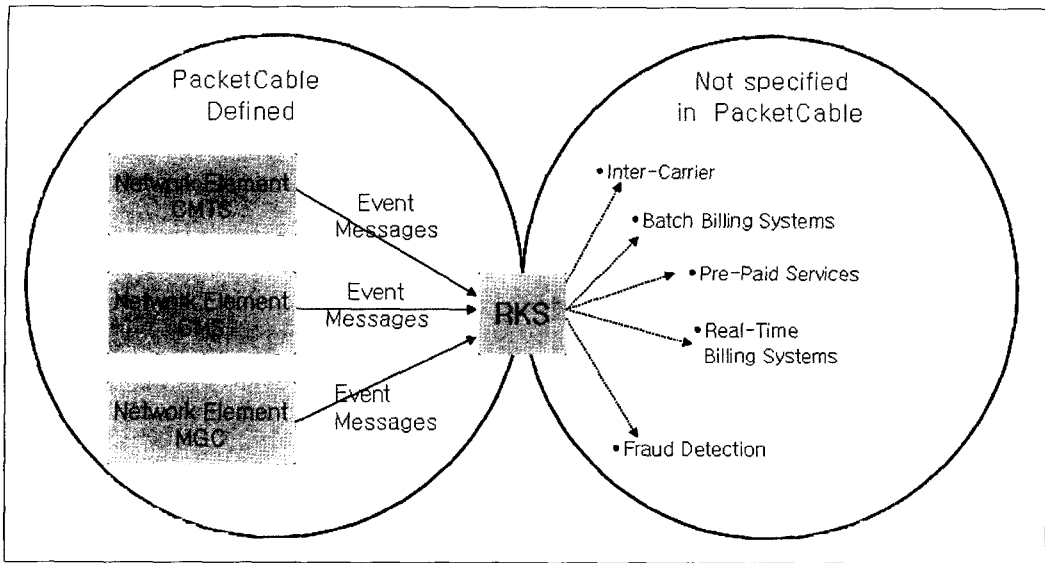 PacketCable
Defined
Not specified
in PacketCable
Network Element
CMTS
Event
Messages
Network Element
CMS
Event
Messages
Network Element
MGC
Event
Messages
RKS
•Inter-Carrier
•Batch Billing Systems
•Pre-Paid Services
•Real-Time
Billing Systems
•Fraud Detection